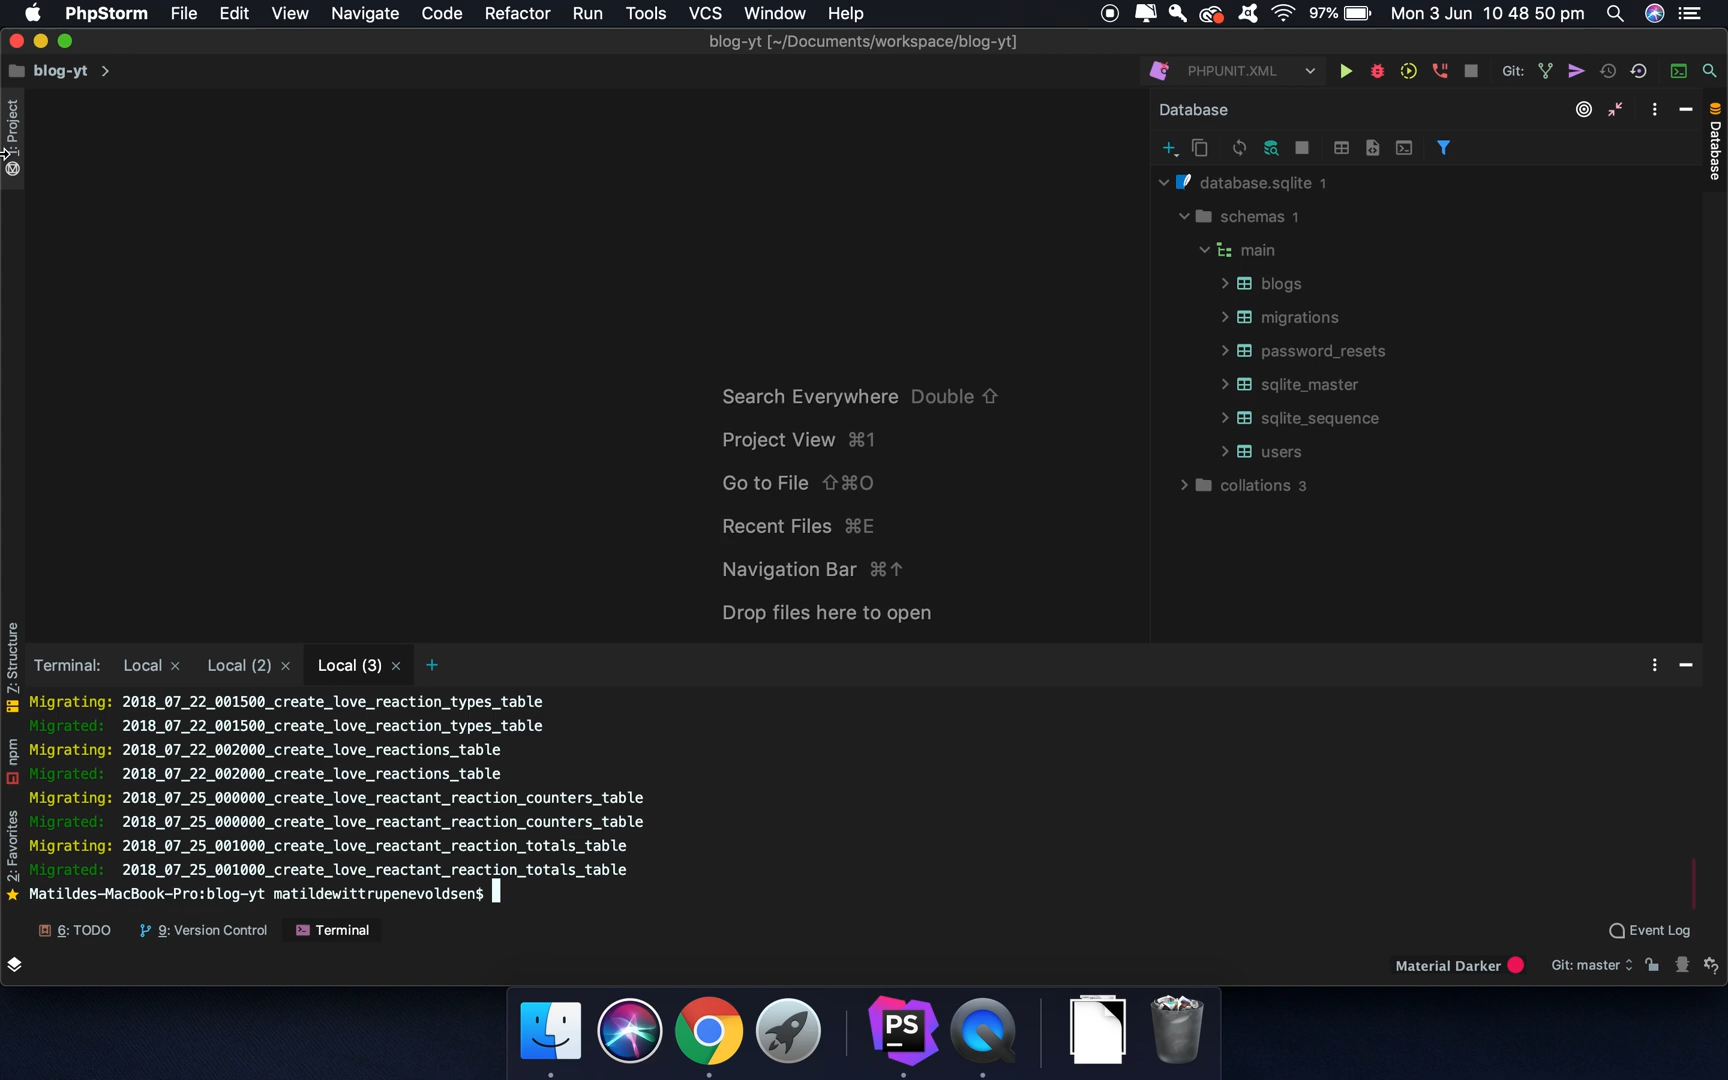 PhpStorm File Edit View Navigate Code Refactor Run Tools VCS Window Help 97% Mon 3 Jun 10 48 50 pm
blog-yt [~/Documents/workspace/blog-yt]
blog-yt PHPUNIT.XML Git:
1: Project
Database
Database
database.sqlite 1
schemas 1
main
blogs
migrations
password_resets
sqlite_master
sqlite_sequence
users
collations 3
Search Everywhere Double ⇧
Project View ⌘1
Go to File ⇧⌘O
Recent Files ⌘E
Navigation Bar ⌘↑
Drop files here to open
7: Structure
npm
2: Favorites
Terminal: Local × Local (2) × Local (3) × +
Migrating: 2018_07_22_001500_create_love_reaction_types_table
Migrated: 2018_07_22_001500_create_love_reaction_types_table
Migrating: 2018_07_22_002000_create_love_reactions_table
Migrated: 2018_07_22_002000_create_love_reactions_table
Migrating: 2018_07_25_000000_create_love_reactant_reaction_counters_table
Migrated: 2018_07_25_000000_create_love_reactant_reaction_counters_table
Migrating: 2018_07_25_001000_create_love_reactant_reaction_totals_table
Migrated: 2018_07_25_001000_create_love_reactant_reaction_totals_table
Matildes-MacBook-Pro:blog-yt matildewittrupenevoldsen$
6: TODO 9: Version Control Terminal Event Log
Material Darker Git: master
PS